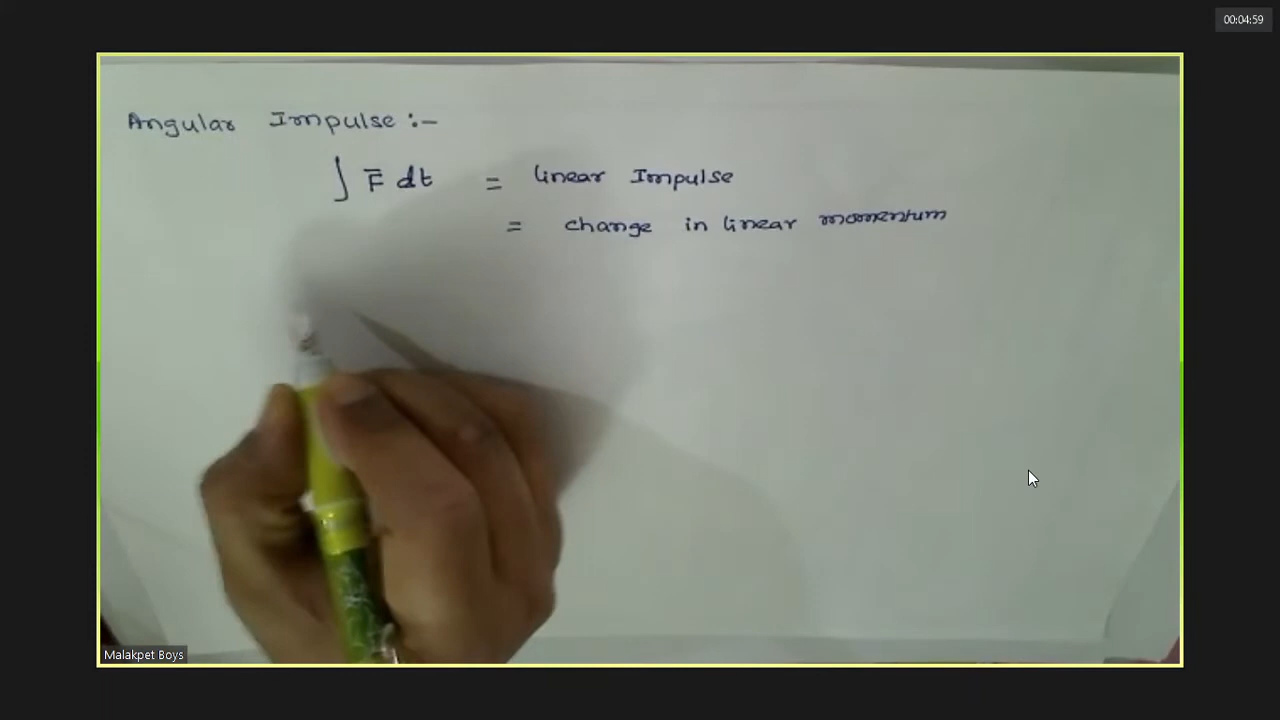 00:04:59
Angular Impulse :-
∫ F̄ dt = linear Impulse
= change in linear momentum
Malakpet Boys